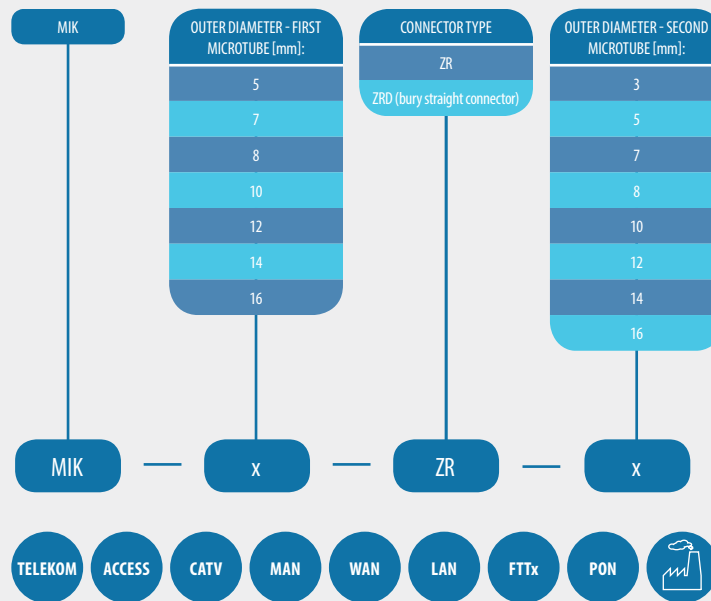 MIK
OUTER DIAMETER - FIRST
MICROTUBE [mm]:
5
7
8
10
12
14
16
CONNECTOR TYPE
ZR
ZRD (bury straight connector)
OUTER DIAMETER - SECOND
MICROTUBE [mm]:
3
5
7
8
10
12
14
16
MIK — x — ZR — x
TELEKOM ACCESS CATV MAN WAN LAN FTTx PON